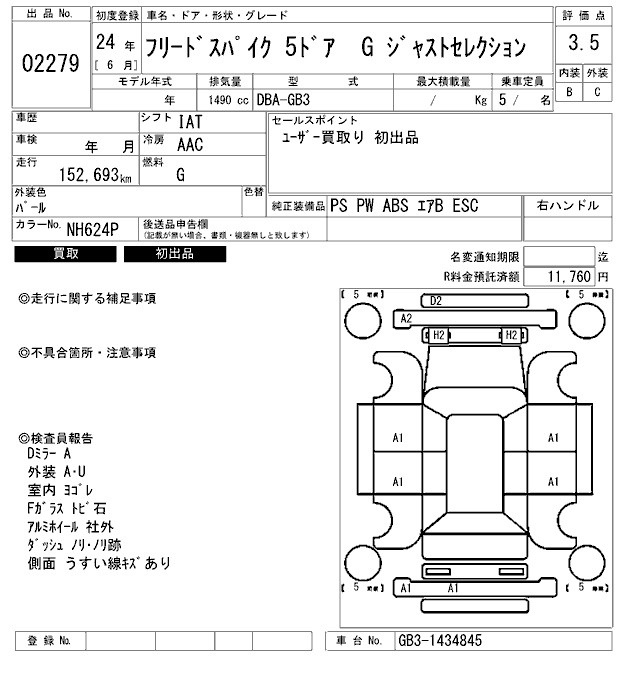 出 品 No.
02279
初度登録
24 年
[ 6 月]
車名・ドア・形状・グレード
フリードスパイク 5ドア G ジャストセレクション
評 価 点
3.5
内装 外装
B C
モデル年式
年
排気量
1490 cc
型 式
DBA-GB3
最大積載量
/ Kg
乗車定員
5 / 名
車歴
シフト IAT
車検 年 月
冷房 AAC
走行 152,693km
燃料 G
外装色
パール
色替
カラーNo. NH624P
後送品申告欄
(記載が無い場合、書類・機器無しと致します)
セールスポイント
ユーザー買取り 初出品
純正装備品 PS PW ABS エアB ESC
右ハンドル
買取
初出品
名変通知期限 迄
R料金預託済額 11,760 円
◎走行に関する補足事項
◎不具合箇所・注意事項
◎検査員報告
Dミラー A
外装 A・U
室内 ヨゴレ
Fガラス トビ石
アルミホイール 社外
ダッシュ ノリ・ノリ跡
側面 うすい線キズあり
5
5
D2
A2
H2
H2
A1
A1
A1
A1
5
5
A1
A1
登 録 No.
車 台 No.
GB3-1434845